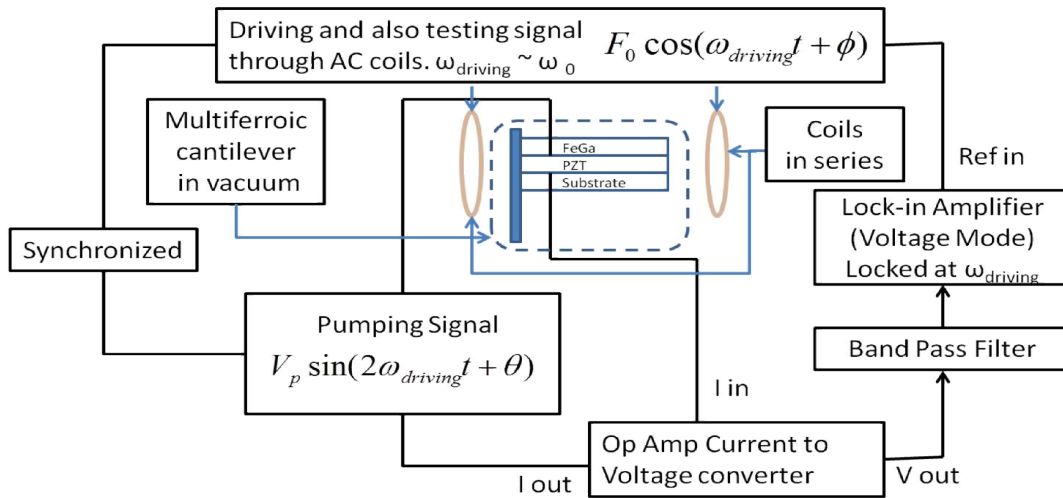 Driving and also testing signal
through AC coils. ω_driving ~ ω_0
F_0 cos(ω_driving t + ϕ)
Multiferroic
cantilever
in vacuum
FeGa
PZT
Substrate
Coils
in series
Ref in
Synchronized
Lock-in Amplifier
(Voltage Mode)
Locked at ω_driving
Pumping Signal
V_p sin(2ω_driving t + θ)
Band Pass Filter
I in
Op Amp Current to
Voltage converter
I out
V out